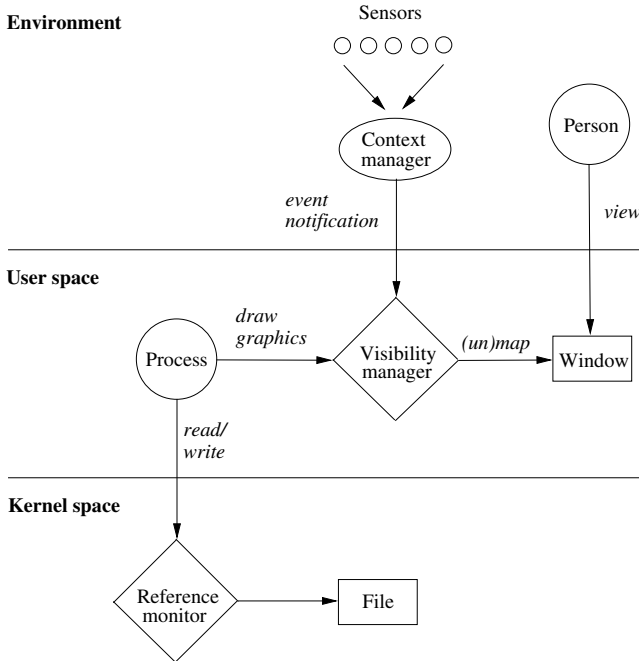 Sensors
Environment
Context
manager
Person
event
notification
view
User space
draw
graphics
Process
Visibility
manager
(un)map
Window
read/
write
Kernel space
Reference
monitor
File